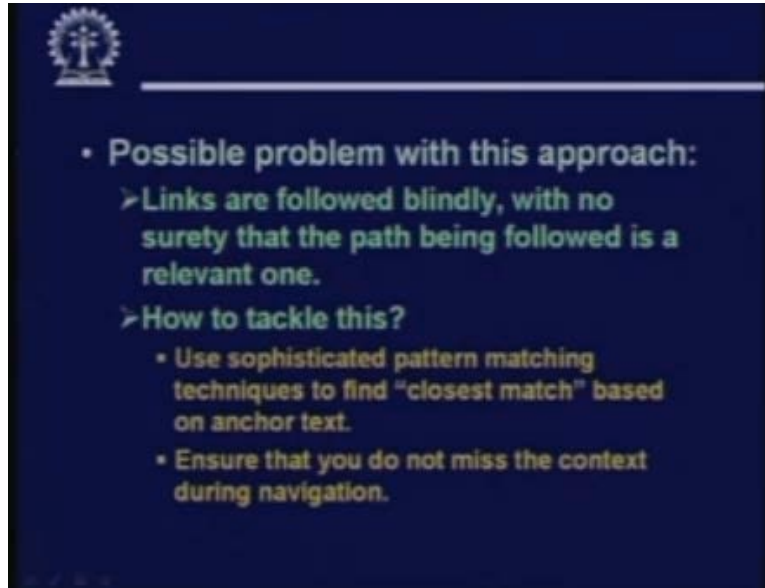 • Possible problem with this approach:
➢Links are followed blindly, with no
surety that the path being followed is a
relevant one.
➢How to tackle this?
▪ Use sophisticated pattern matching
techniques to find “closest match” based
on anchor text.
▪ Ensure that you do not miss the context
during navigation.